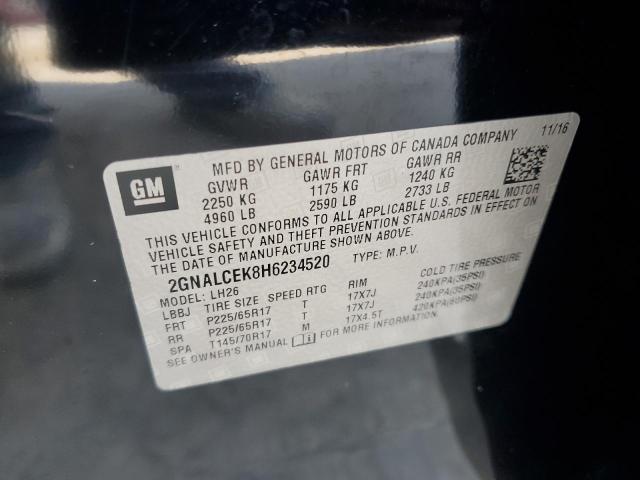 MFD BY GENERAL MOTORS OF CANADA COMPANY 11/16
GM
GVWR GAWR FRT GAWR RR
2250 KG 1175 KG 1240 KG
4960 LB 2590 LB 2733 LB
THIS VEHICLE CONFORMS TO ALL APPLICABLE U.S. FEDERAL MOTOR
VEHICLE SAFETY AND THEFT PREVENTION STANDARDS IN EFFECT ON
THE DATE OF MANUFACTURE SHOWN ABOVE.
2GNALCEK8H6234520 TYPE: M.P.V.
MODEL: LH26
LBBJ TIRE SIZE SPEED RTG RIM COLD TIRE PRESSURE
FRT P225/65R17 T 17X7J 240KPA(35PSI)
RR P225/65R17 T 17X7J 240KPA(35PSI)
SPA T145/70R17 M 17X4.5T 420KPA(60PSI)
SEE OWNER'S MANUAL FOR MORE INFORMATION